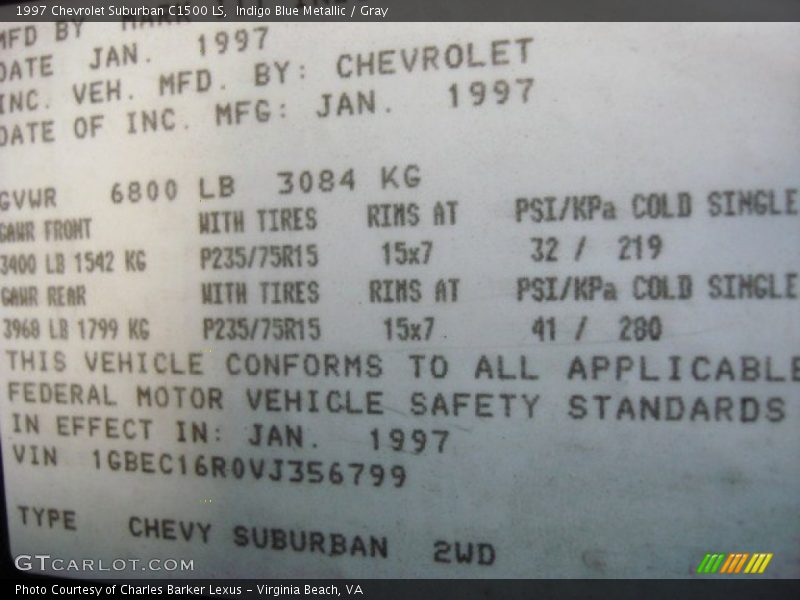 1997 Chevrolet Suburban C1500 LS,  Indigo Blue Metallic / Gray
MFD BY MARK
DATE JAN. 1997
INC. VEH. MFD. BY: CHEVROLET
DATE OF INC. MFG: JAN. 1997
GVWR 6800 LB 3084 KG
GAWR FRONT WITH TIRES RIMS AT PSI/KPa COLD SINGLE
3400 LB 1542 KG P235/75R15 15x7 32 / 219
GAWR REAR WITH TIRES RIMS AT PSI/KPa COLD SINGLE
3968 LB 1799 KG P235/75R15 15x7 41 / 280
THIS VEHICLE CONFORMS TO ALL APPLICABLE
FEDERAL MOTOR VEHICLE SAFETY STANDARDS
IN EFFECT IN: JAN. 1997
VIN 1GBEC16R0VJ356799
TYPE CHEVY SUBURBAN 2WD
GTCARLOT.COM
Photo Courtesy of Charles Barker Lexus – Virginia Beach, VA